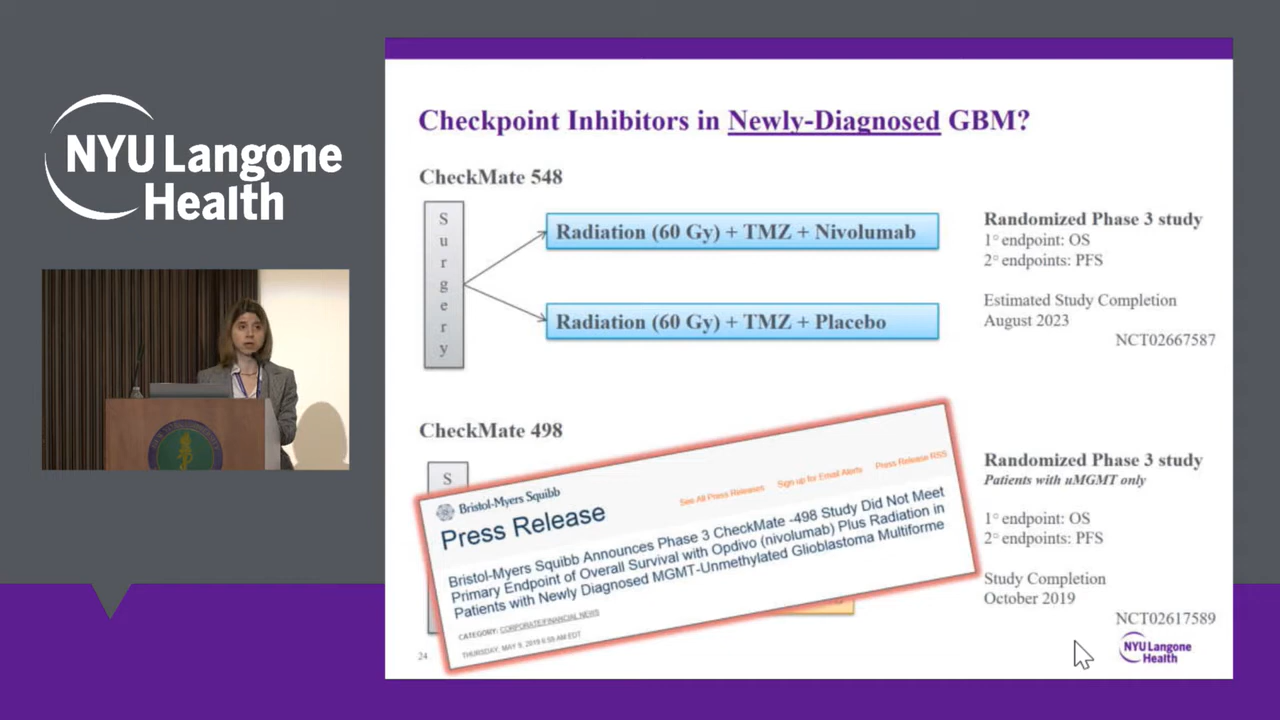 NYU Langone
Health
Checkpoint Inhibitors in Newly-Diagnosed GBM?
CheckMate 548
Surgery
Radiation (60 Gy) + TMZ + Nivolumab
Radiation (60 Gy) + TMZ + Placebo
Randomized Phase 3 study
1° endpoint: OS
2° endpoints: PFS
Estimated Study Completion
August 2023
NCT02667587
CheckMate 498
S
Bristol-Myers Squibb
See All Press Releases Sign up for Email Alerts Press Release RSS
Press Release
Bristol-Myers Squibb Announces Phase 3 CheckMate -498 Study Did Not Meet
Primary Endpoint of Overall Survival with Opdivo (nivolumab) Plus Radiation in
Patients with Newly Diagnosed MGMT-Unmethylated Glioblastoma Multiforme
CATEGORY: CORPORATE/FINANCIAL NEWS
THURSDAY, MAY 9, 2019 6:59 AM EDT
Randomized Phase 3 study
Patients with uMGMT only
1° endpoint: OS
2° endpoints: PFS
Study Completion
October 2019
NCT02617589
24
NYU Langone
Health